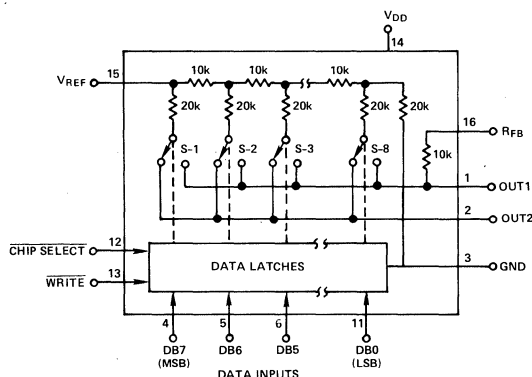 VDD
14
VREF 15 10k 10k 10k
20k 20k 20k 20k 20k
16 RFB
S-1 S-2 S-3 S-8 10k
1 OUT1
2 OUT2
CHIP SELECT 12
DATA LATCHES 3 GND
WRITE 13
4 5 6 11
DB7 DB6 DB5 DB0
(MSB) (LSB)
DATA INPUTS